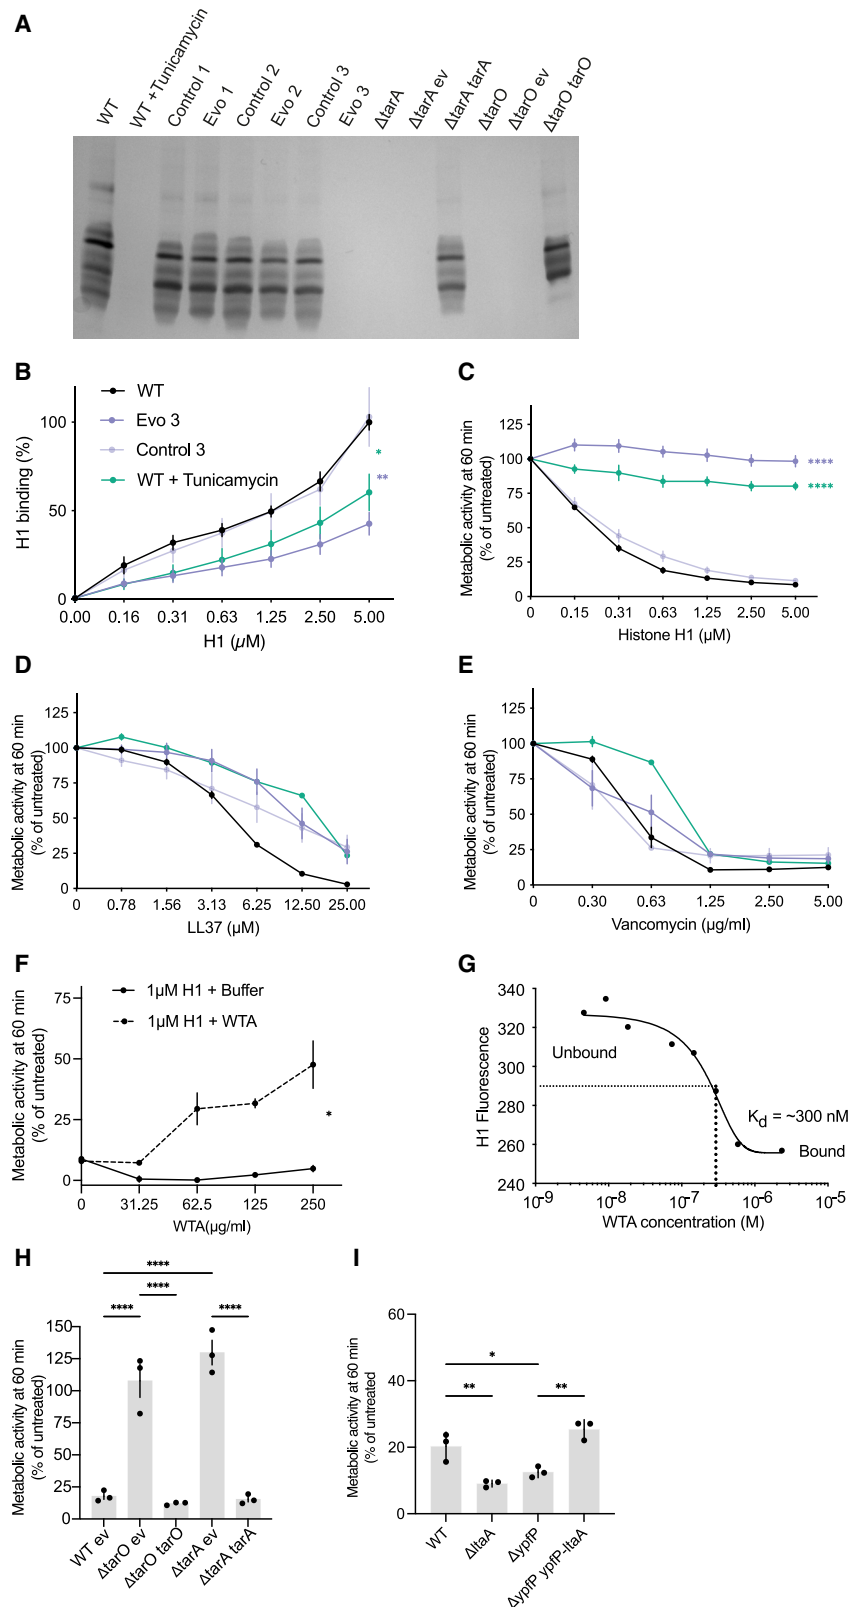 A
WT
WT +Tunicamycin
Control 1
Evo 1
Control 2
Evo 2
Control 3
Evo 3
ΔtarA
ΔtarA ev
ΔtarA tarA
ΔtarO
ΔtarO ev
ΔtarO tarO
B
H1 binding (%)
100
50
0
WT
Evo 3
Control 3
WT + Tunicamycin
*
**
0.00 0.16 0.31 0.63 1.25 2.50 5.00
H1 (µM)
C
Metabolic activity at 60 min
(% of untreated)
125
100
75
50
25
0
****
****
0 0.15 0.31 0.63 1.25 2.50 5.00
Histone H1 (µM)
D
Metabolic activity at 60 min
(% of untreated)
125
100
75
50
25
0
0 0.78 1.56 3.13 6.25 12.50 25.00
LL37 (µM)
E
Metabolic activity at 60 min
(% of untreated)
125
100
75
50
25
0
0 0.30 0.63 1.25 2.50 5.00
Vancomycin (µg/ml)
F
Metabolic activity at 60 min
(% of untreated)
75
50
25
0
1µM H1 + Buffer
1µM H1 + WTA
*
0 31.25 62.5 125 250
WTA(µg/ml)
G
H1 Fluorescence
340
320
300
280
260
240
Unbound
Kd = ~300 nM
Bound
10-9 10-8 10-7 10-6 10-5
WTA concentration (M)
H
Metabolic activity at 60 min
(% of untreated)
150
125
100
75
50
25
0
****
****
**** ****
WT ev
ΔtarO ev
ΔtarO tarO
ΔtarA ev
ΔtarA tarA
I
Metabolic activity at 60 min
(% of untreated
60
40
20
0
*
** **
WT
ΔltaA
ΔypfP
ΔypfP ypfP-ltaA